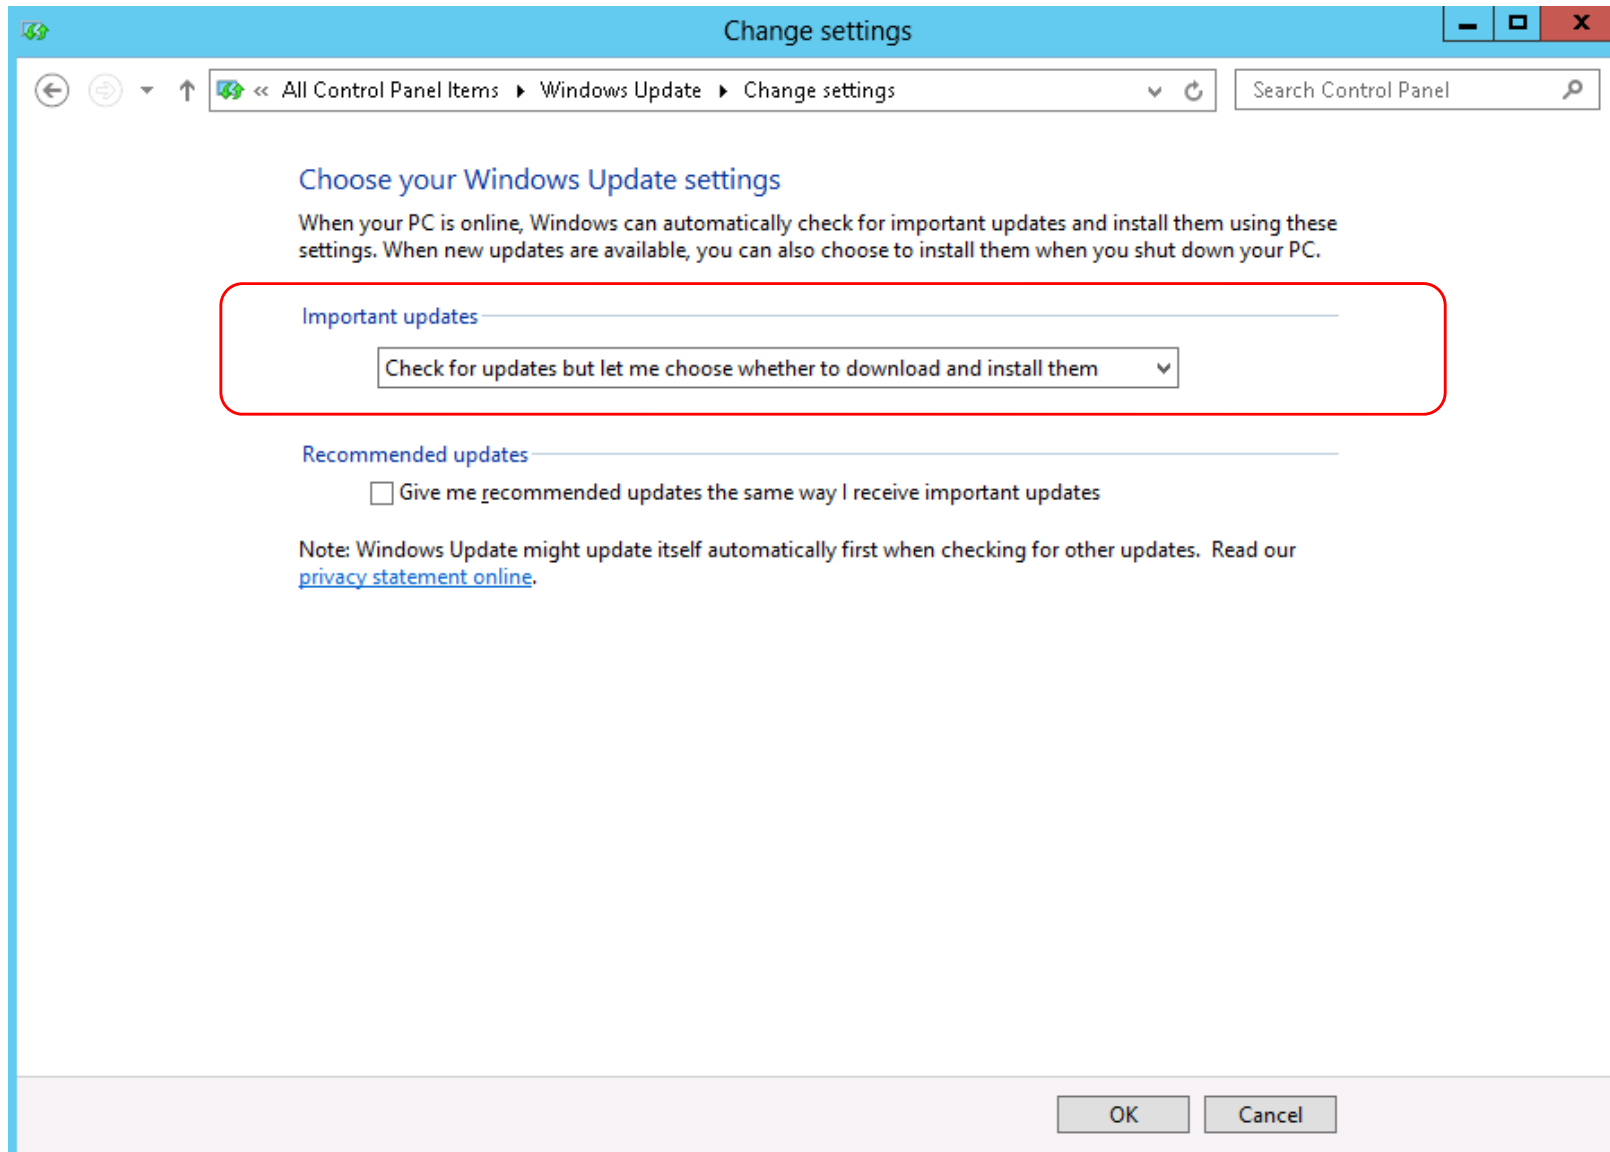 Change settings
« All Control Panel Items ▸ Windows Update ▸ Change settings
Search Control Panel
Choose your Windows Update settings
When your PC is online, Windows can automatically check for important updates and install them using these
settings. When new updates are available, you can also choose to install them when you shut down your PC.
Important updates
Check for updates but let me choose whether to download and install them
Recommended updates
Give me recommended updates the same way I receive important updates
Note: Windows Update might update itself automatically first when checking for other updates.  Read our
privacy statement online.
OK
Cancel